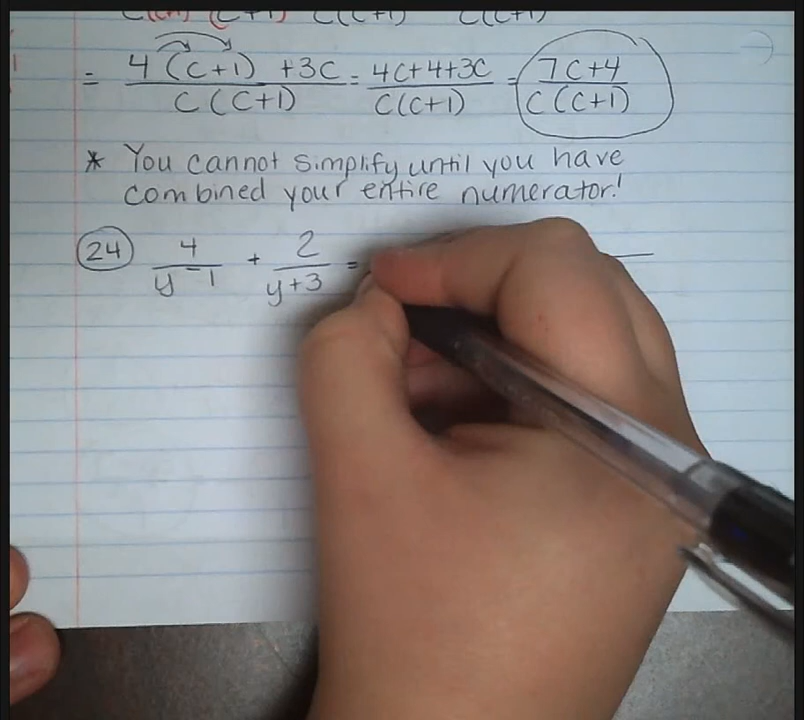 = 4(C+1) +3C / C(C+1) = 4C+4+3C / C(C+1) = 7C+4 / C(C+1)
* You cannot simplify until you have
combined your entire numerator!
24 4 / y-1 + 2 / y+3 =